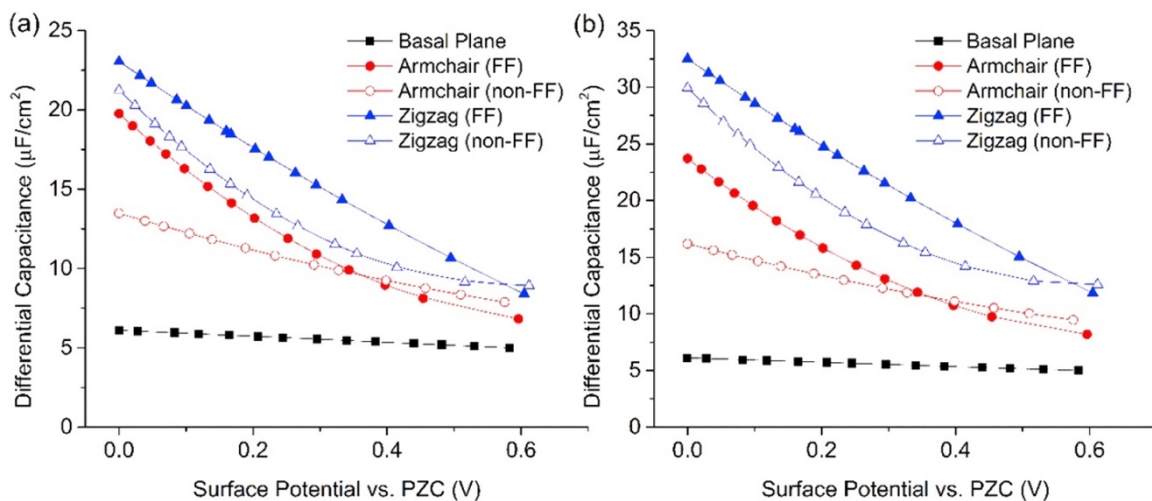 (a)
Differential Capacitance (μF/cm²)
25
20
15
10
5
0
Basal Plane
Armchair (FF)
Armchair (non-FF)
Zigzag (FF)
Zigzag (non-FF)
0.0 0.2 0.4 0.6
Surface Potential vs. PZC (V)
(b)
Differential Capacitance (μF/cm²)
35
30
25
20
15
10
5
0
Basal Plane
Armchair (FF)
Armchair (non-FF)
Zigzag (FF)
Zigzag (non-FF)
0.0 0.2 0.4 0.6
Surface Potential vs. PZC (V)